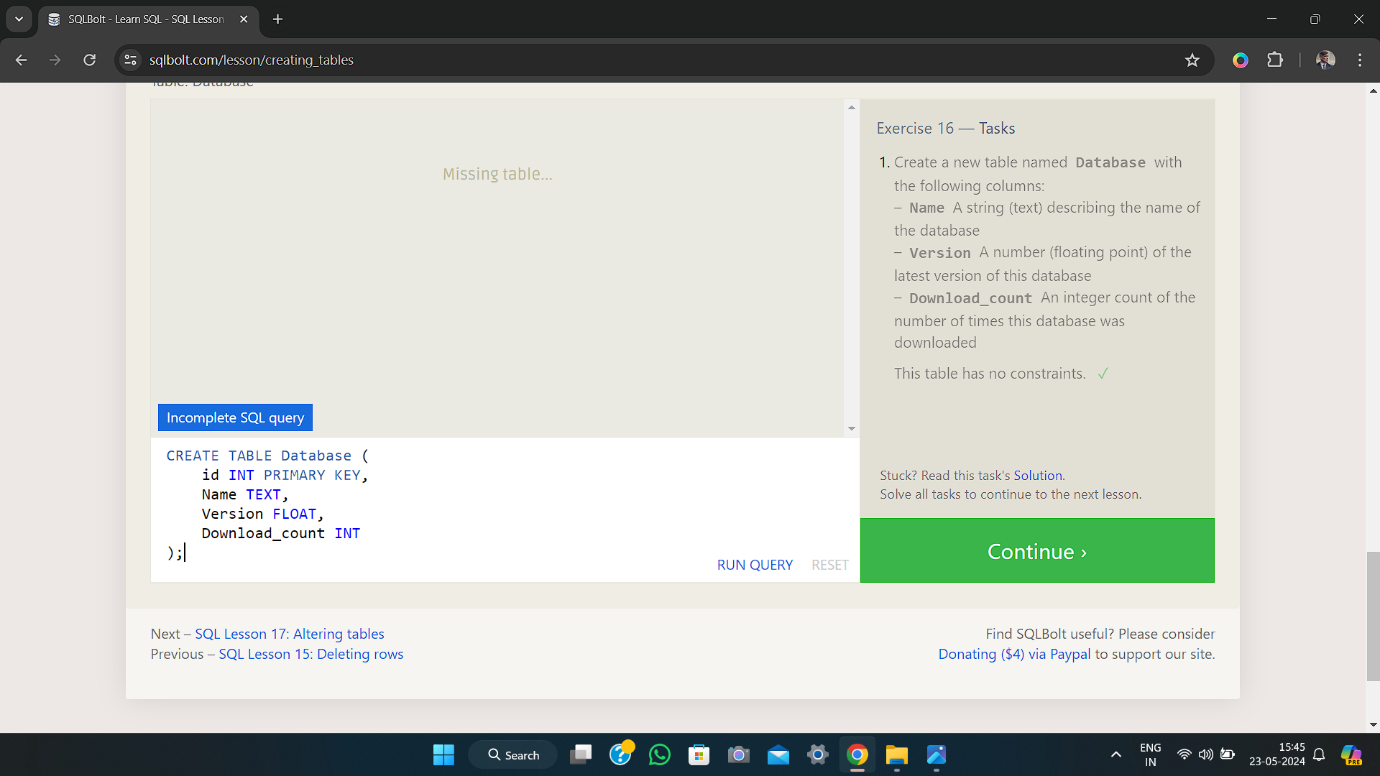 SQLBolt - Learn SQL - SQL Lesson
sqlbolt.com/lesson/creating_tables
Table: Database
Missing table…
Incomplete SQL query
CREATE TABLE Database (
id INT PRIMARY KEY,
Name TEXT,
Version FLOAT,
Download_count INT
);
RUN QUERY RESET
Exercise 16 — Tasks
1. Create a new table named Database with
the following columns:
– Name A string (text) describing the name of
the database
– Version A number (floating point) of the
latest version of this database
– Download_count An integer count of the
number of times this database was
downloaded
This table has no constraints. ✓
Stuck? Read this task's Solution.
Solve all tasks to continue to the next lesson.
Continue ›
Next – SQL Lesson 17: Altering tables
Previous – SQL Lesson 15: Deleting rows
Find SQLBolt useful? Please consider
Donating ($4) via Paypal to support our site.
Search
ENG
IN
15:45
23-05-2024
PRE